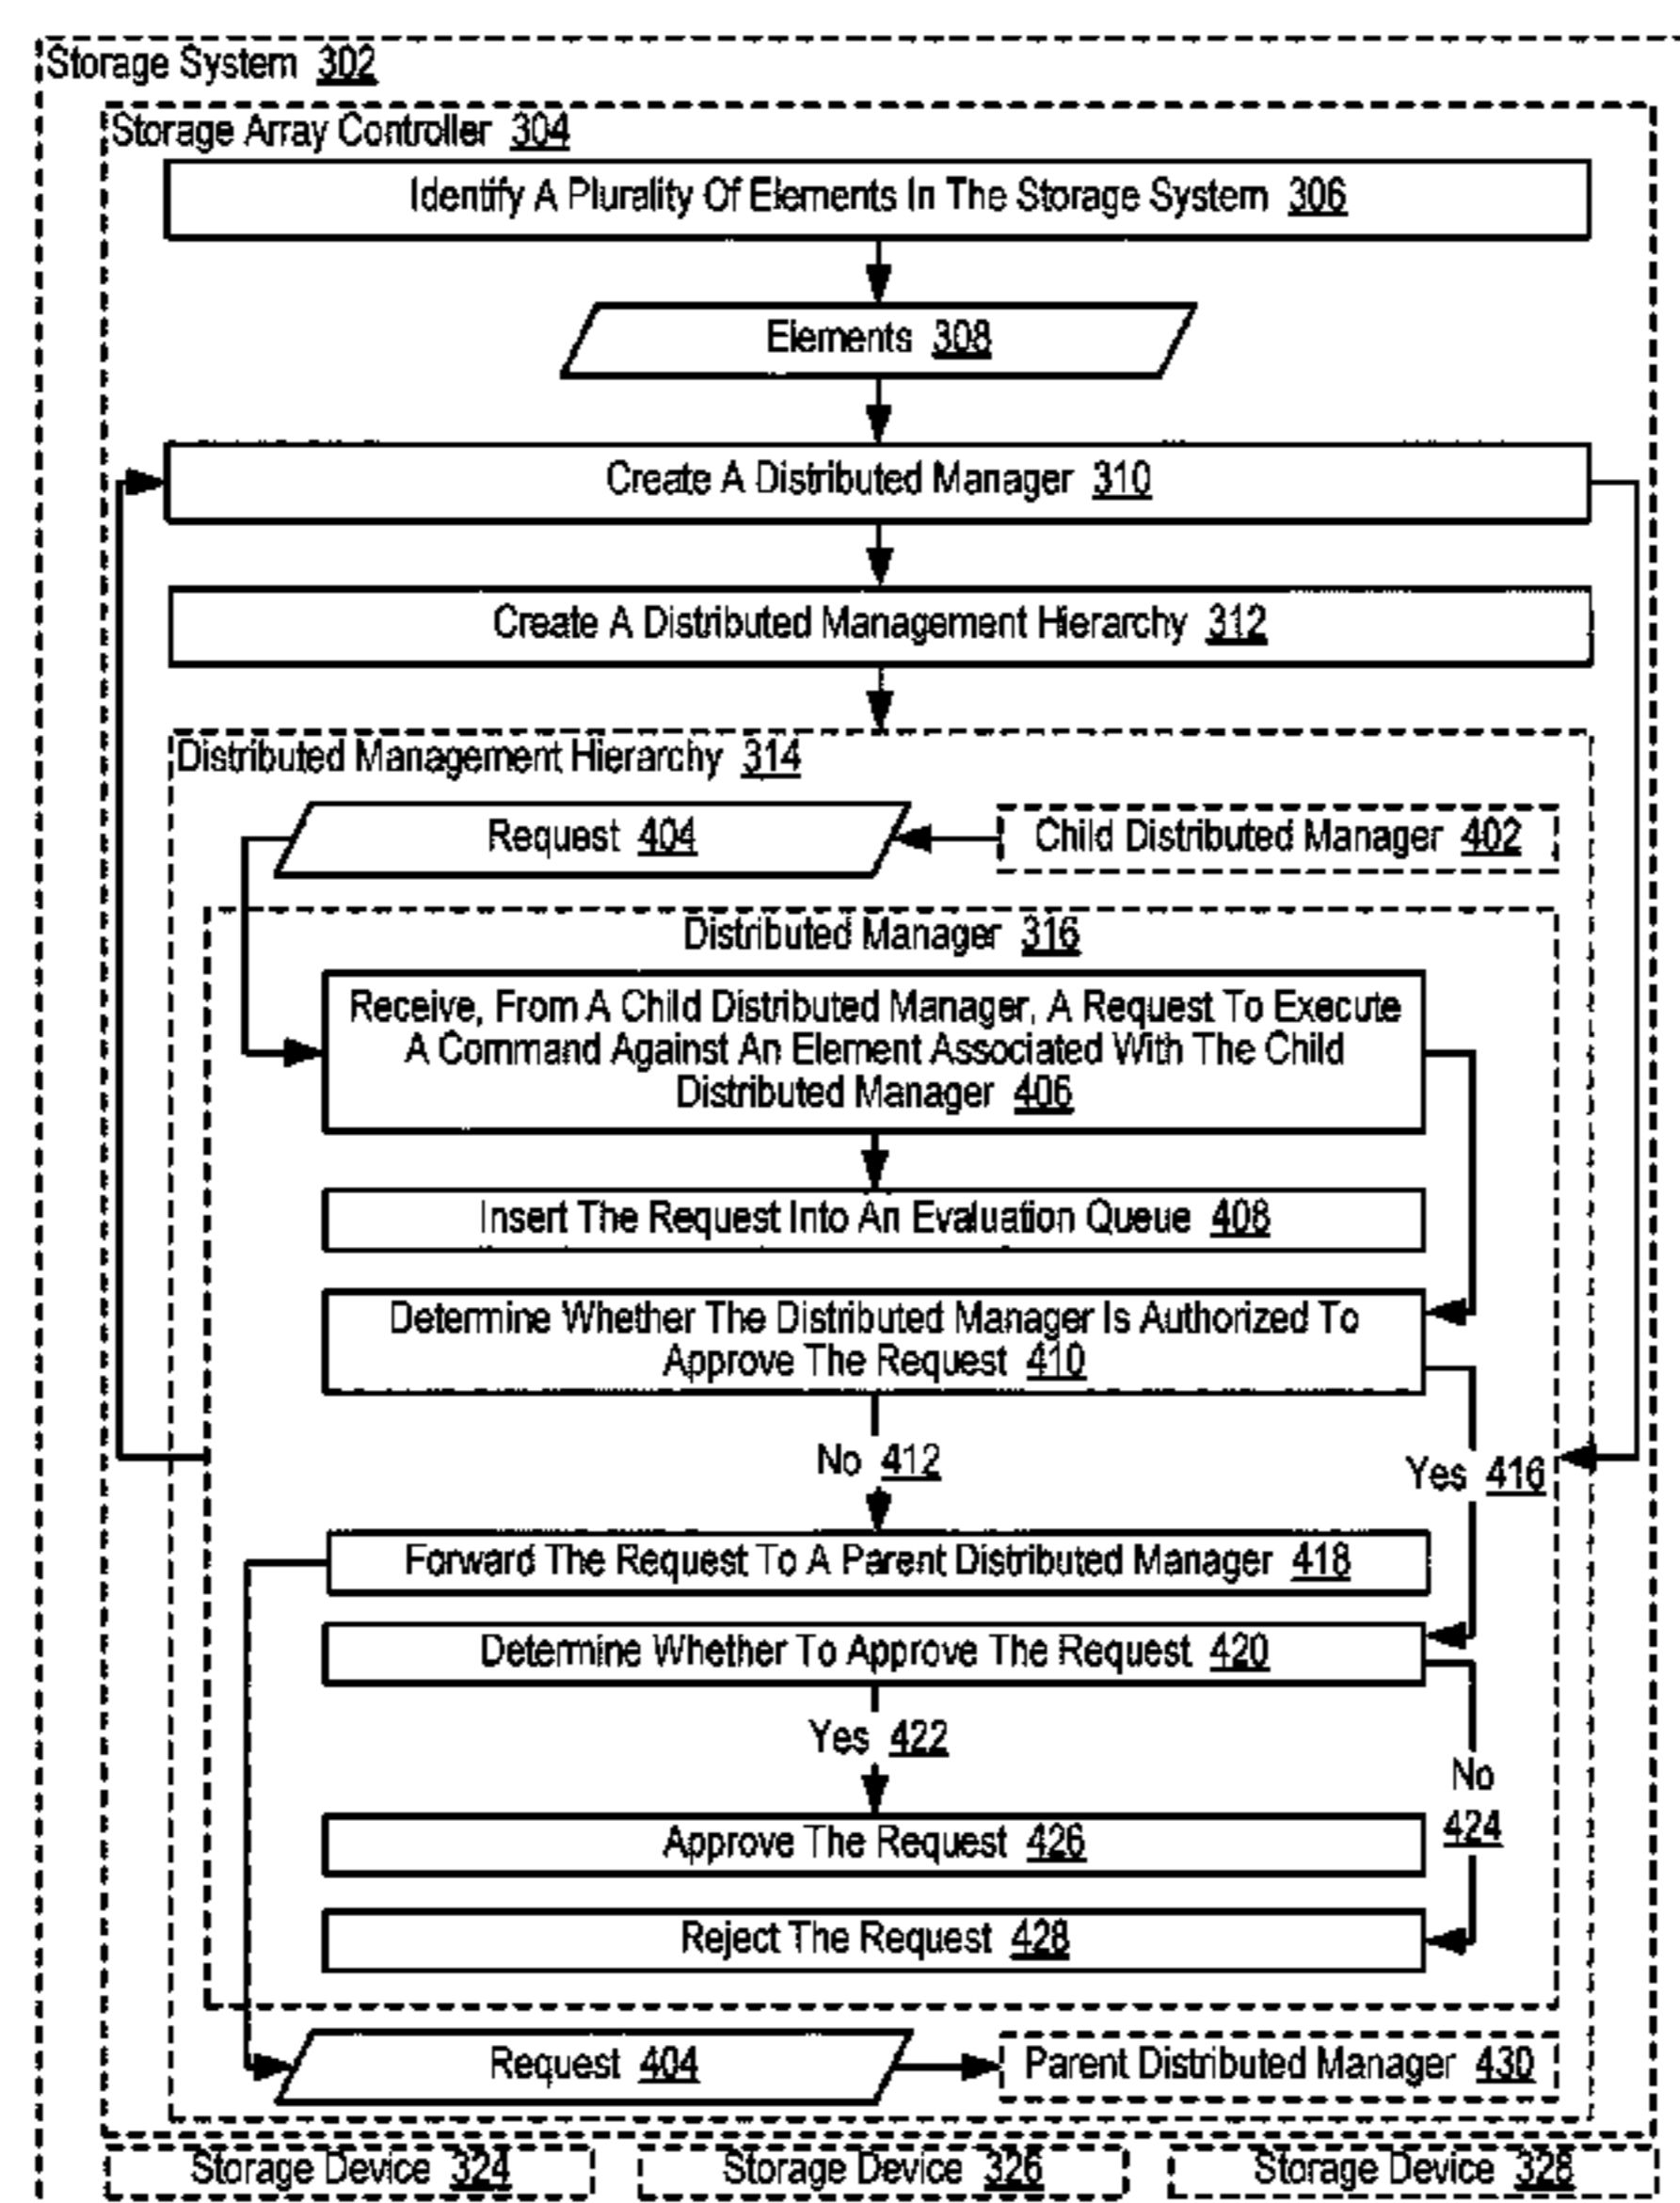 Storage System 302
Storage Array Controller 304
Identify A Plurality Of Elements In The Storage System 306
Elements 308
Create A Distributed Manager 310
Create A Distributed Management Hierarchy 312
Distributed Management Hierarchy 314
Request 404
Child Distributed Manager 402
Distributed Manager 316
Receive, From A Child Distributed Manager, A Request To Execute
A Command Against An Element Associated With The Child
Distributed Manager 406
Insert The Request Into An Evaluation Queue 408
Determine Whether The Distributed Manager Is Authorized To
Approve The Request 410
No 412
Yes 416
Forward The Request To A Parent Distributed Manager 418
Determine Whether To Approve The Request 420
Yes 422
No
424
Approve The Request 426
Reject The Request 428
Request 404
Parent Distributed Manager 430
Storage Device 324
Storage Device 326
Storage Device 328